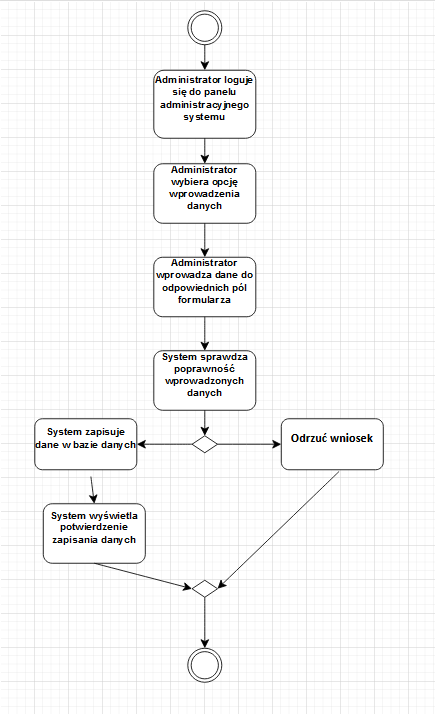 Administrator loguje
się do panelu
administracyjnego
systemu
Administrator
wybiera opcję
wprowadzenia
danych
Administrator
wprowadza dane do
odpowiednich pól
formularza
System sprawdza
poprawność
wprowadzonych
danych
System zapisuje
dane w bazie danych
Odrzuć wniosek
System wyświetla
potwierdzenie
zapisania danych